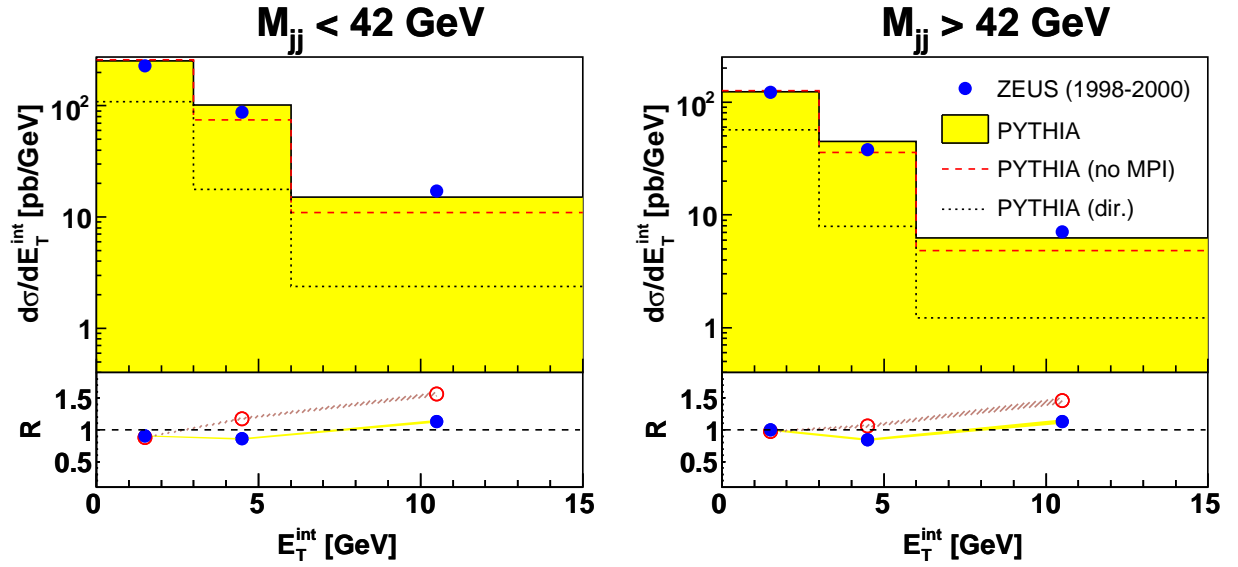 M_jj < 42 GeV
dσ/dE_T^int [pb/GeV]
10^2
10
1
R
1.5
1
0.5
0 5 10 15
E_T^int [GeV]
M_jj > 42 GeV
dσ/dE_T^int [pb/GeV]
10^2
10
1
ZEUS (1998-2000)
PYTHIA
PYTHIA (no MPI)
PYTHIA (dir.)
R
1.5
1
0.5
0 5 10 15
E_T^int [GeV]